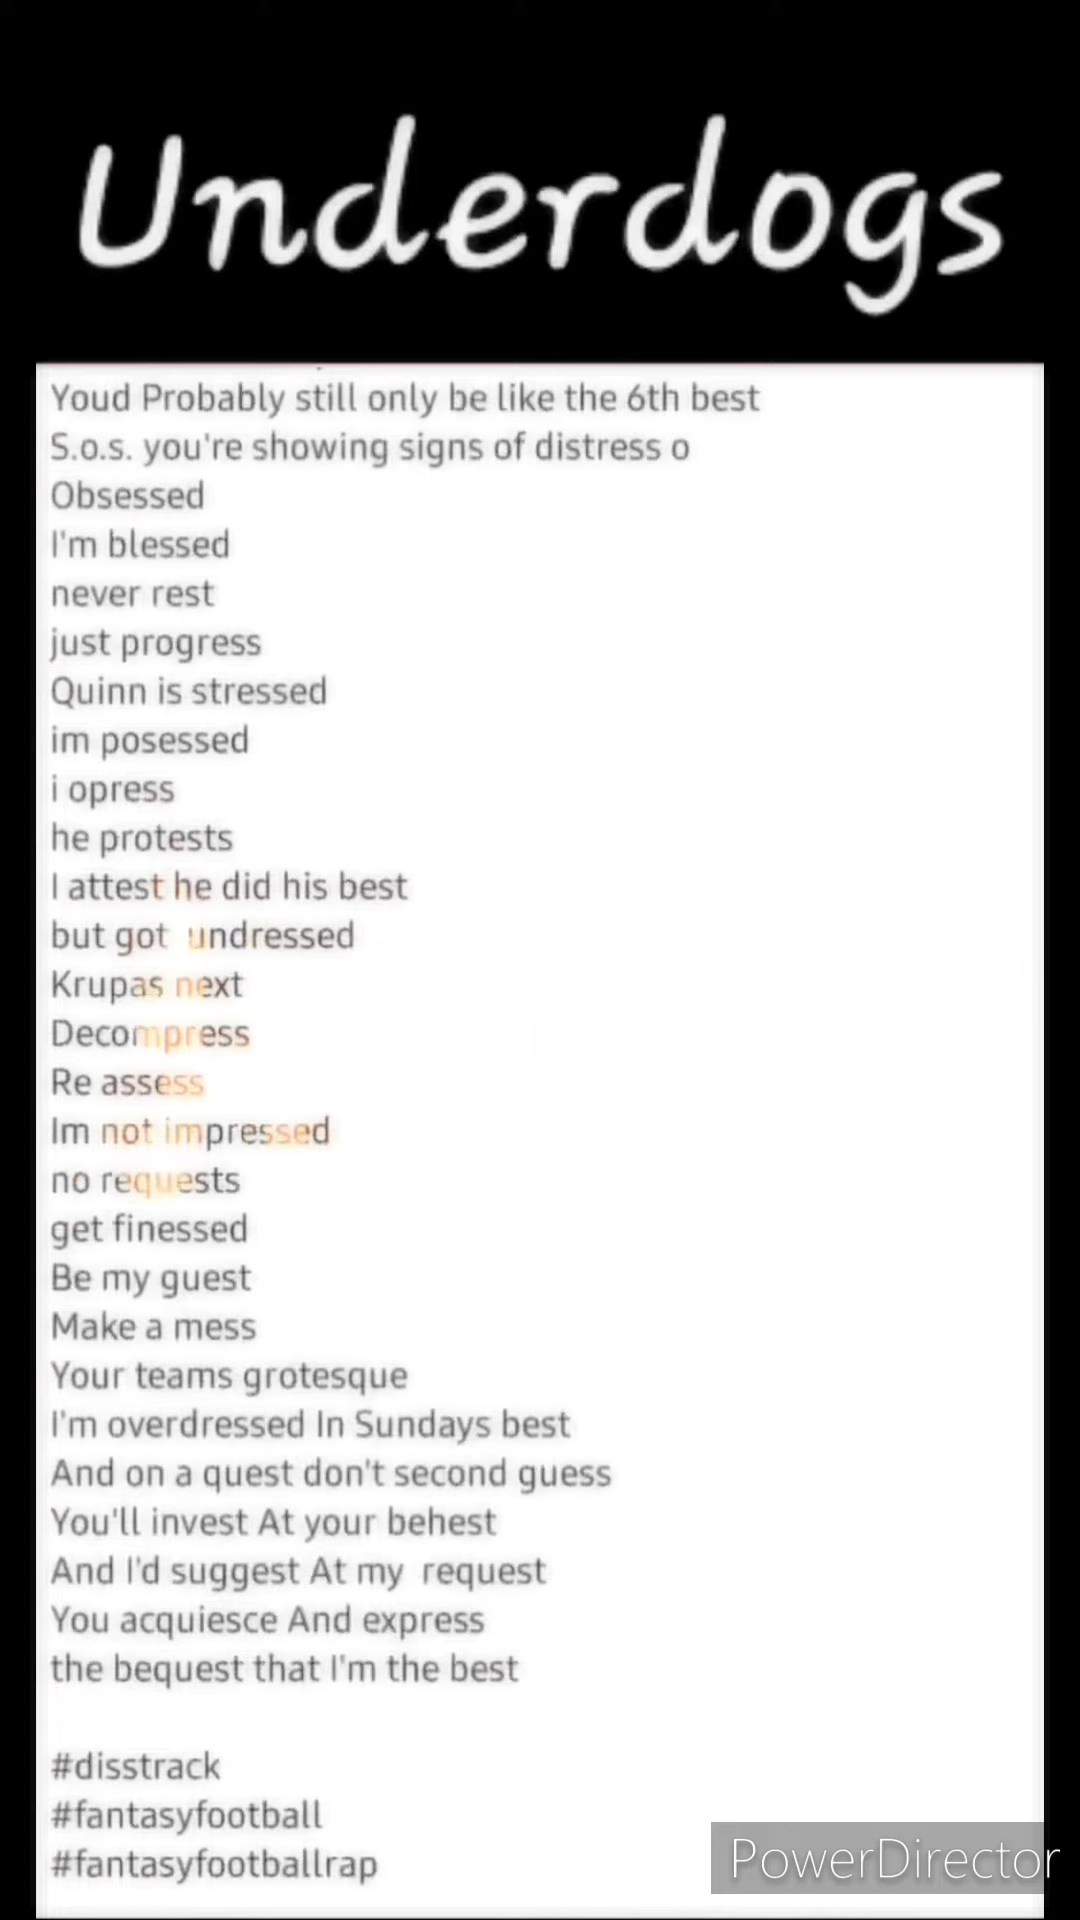 Underdogs
Youd Probably still only be like the 6th best
S.o.s. you're showing signs of distress o
Obsessed
I'm blessed
never rest
just progress
Quinn is stressed
im posessed
i opress
he protests
I attest he did his best
but got undressed
Krupas next
Decompress
Re assess
Im not impressed
no requests
get finessed
Be my guest
Make a mess
Your teams grotesque
I'm overdressed In Sundays best
And on a quest don't second guess
You'll invest At your behest
And I'd suggest At my request
You acquiesce And express
the bequest that I'm the best
#disstrack
#fantasyfootball
#fantasyfootballrap
PowerDirector